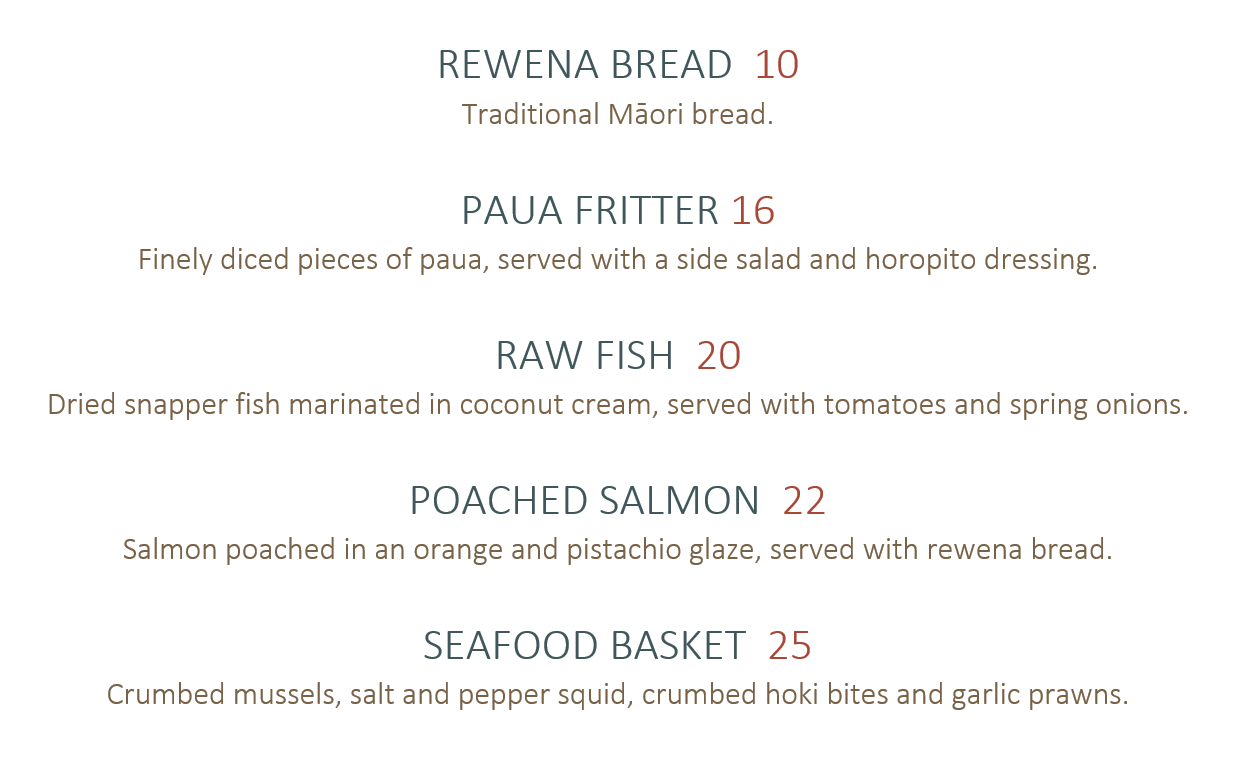 REWENA BREAD 10
Traditional Māori bread.
PAUA FRITTER 16
Finely diced pieces of paua, served with a side salad and horopito dressing.
RAW FISH 20
Dried snapper fish marinated in coconut cream, served with tomatoes and spring onions.
POACHED SALMON 22
Salmon poached in an orange and pistachio glaze, served with rewena bread.
SEAFOOD BASKET 25
Crumbed mussels, salt and pepper squid, crumbed hoki bites and garlic prawns.